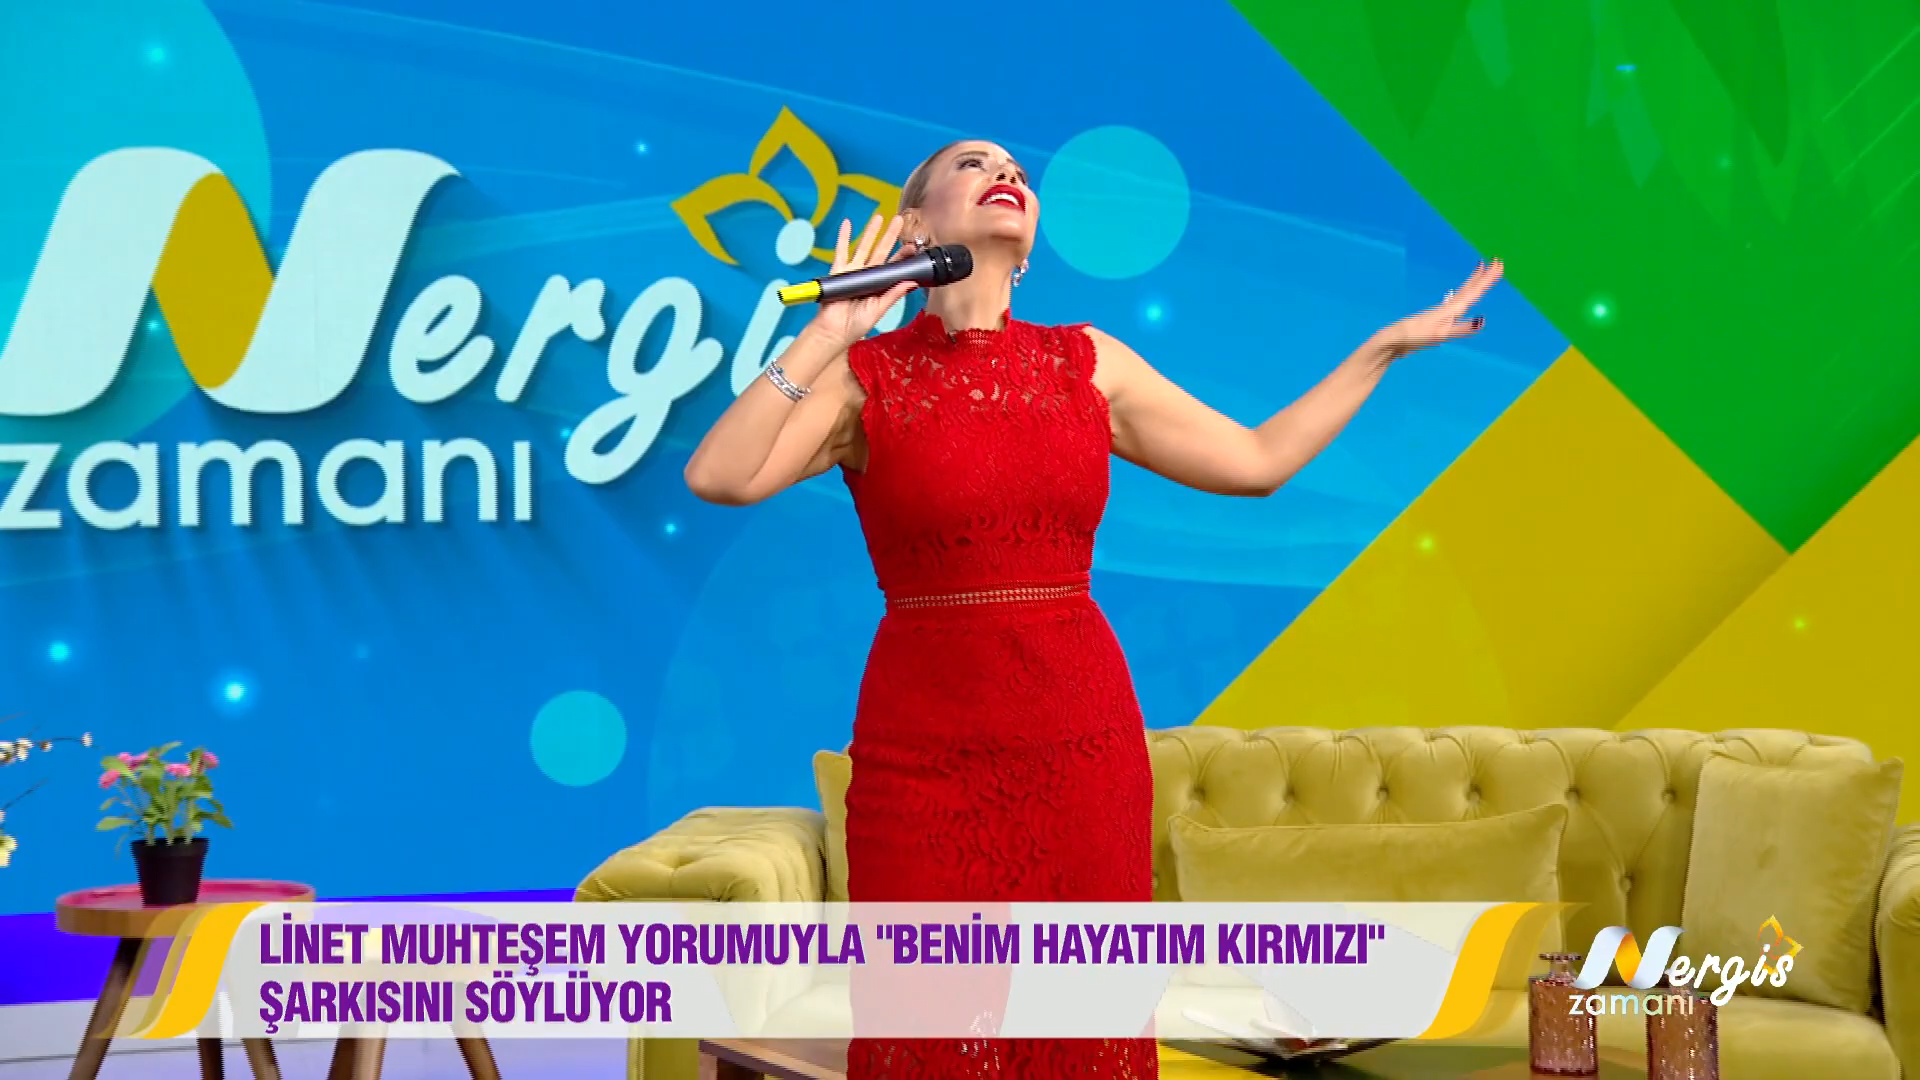 Nergis
zamanı
LİNET MUHTEŞEM YORUMUYLA "BENİM HAYATIM KIRMIZI"
ŞARKISINI SÖYLÜYOR
Nergis
zamanı